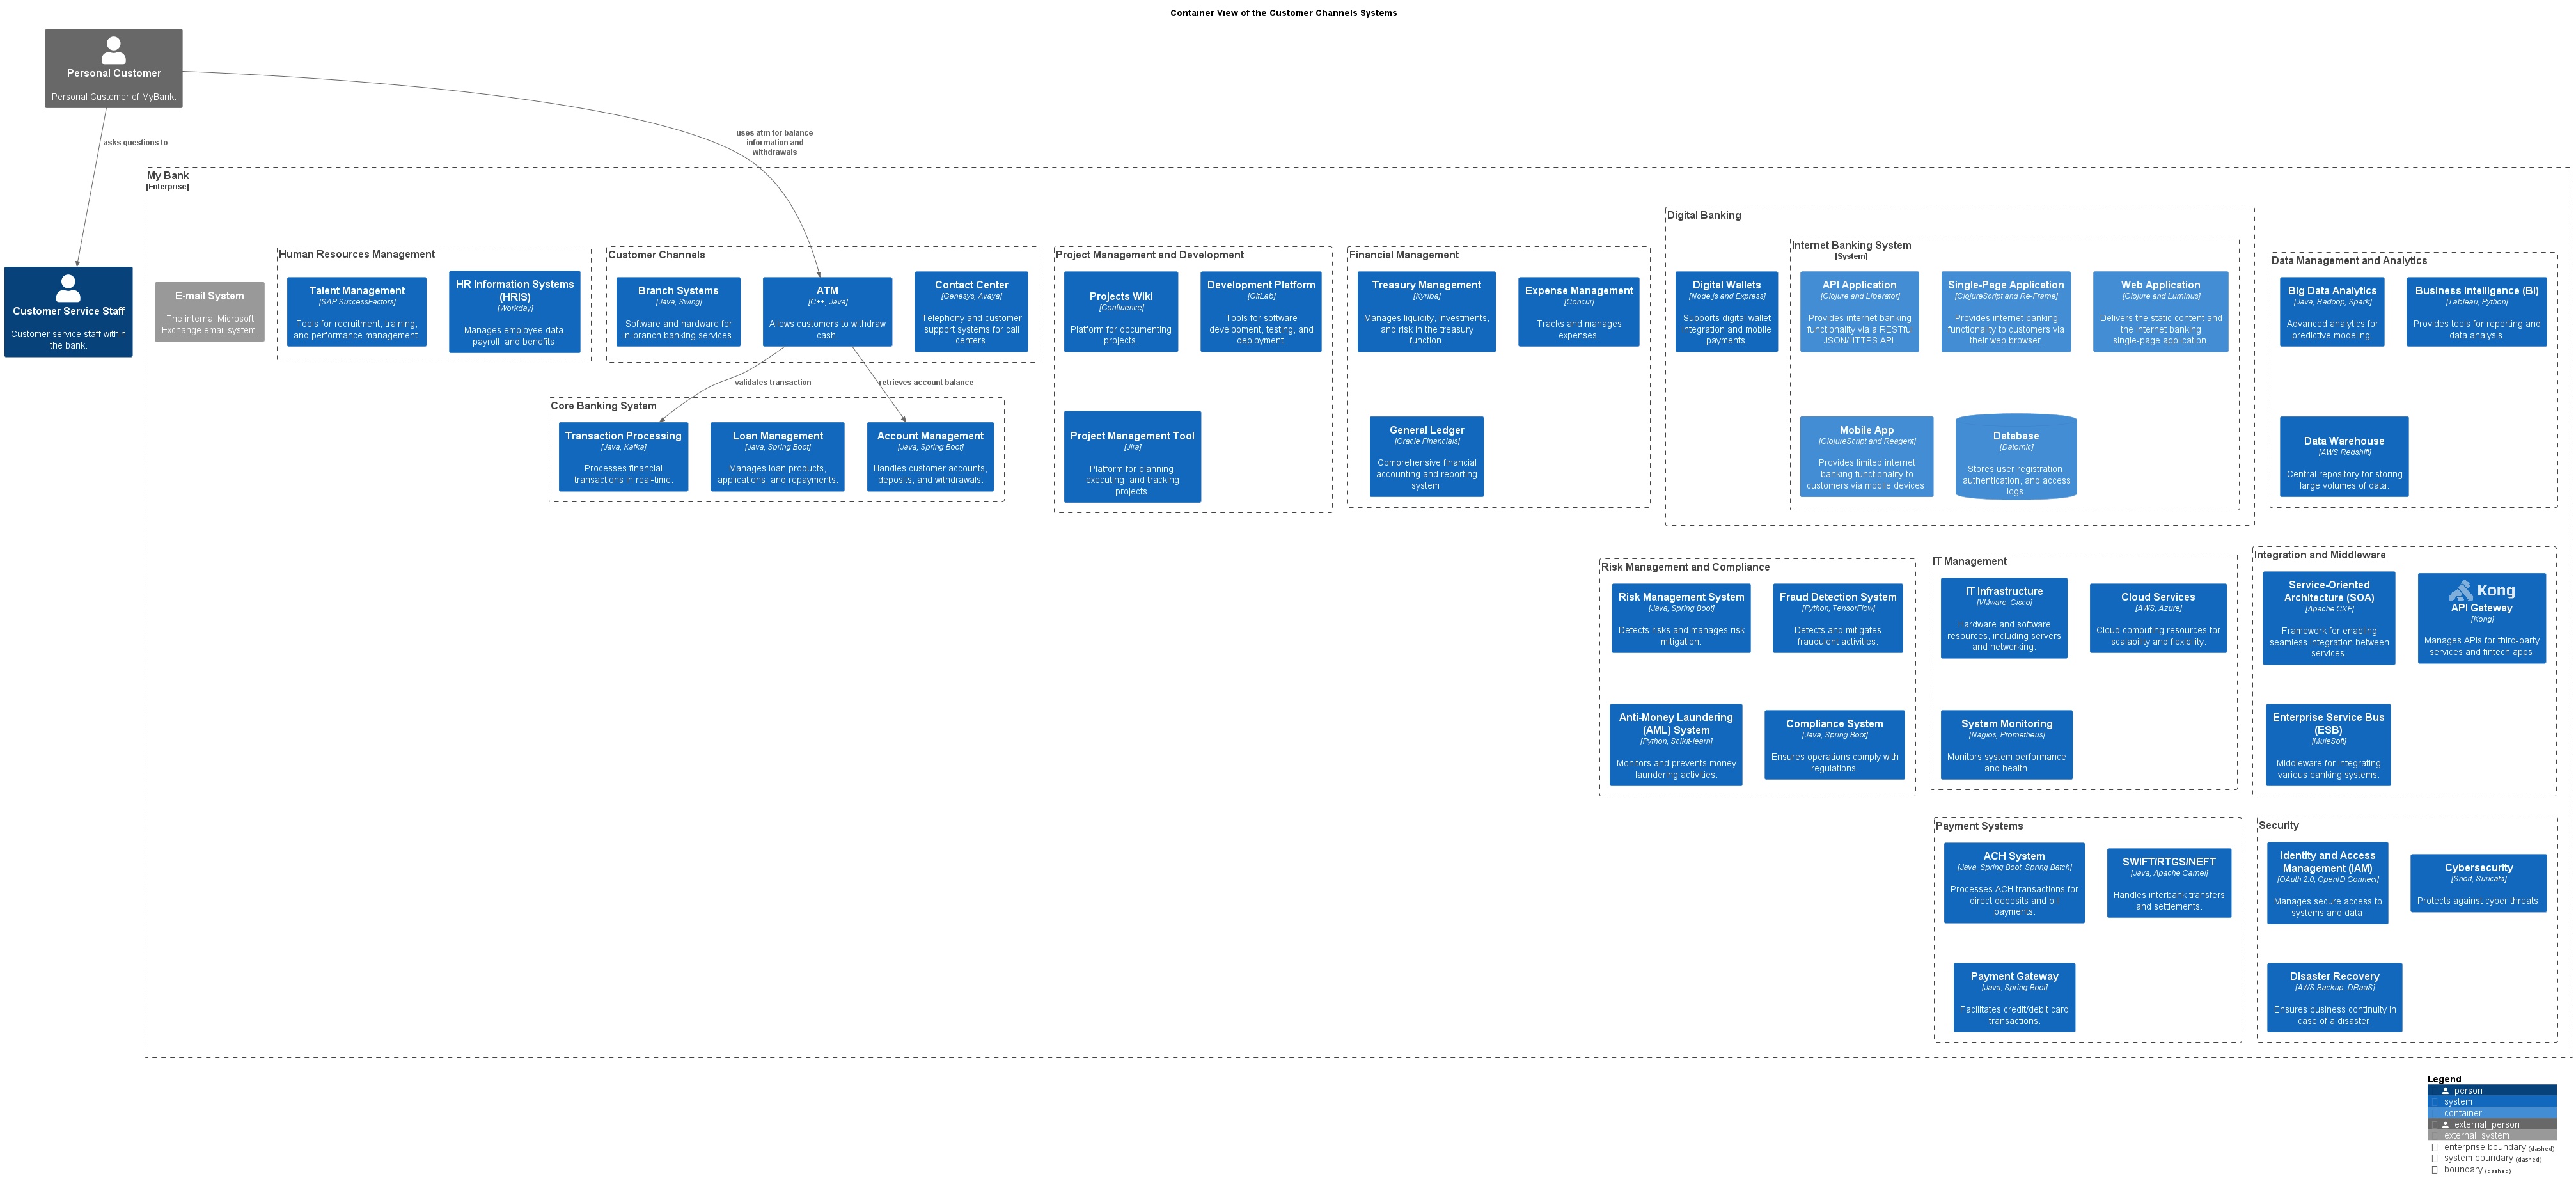 Container View of the Customer Channels Systems
Personal Customer
Personal Customer of MyBank.
asks questions to
uses atm for balance
information and
withdrawals
Customer Service Staff
Customer service staff within
the bank.
My Bank
[Enterprise]
E-mail System
The internal Microsoft
Exchange email system.
Human Resources Management
Talent Management
[SAP SuccessFactors]
Tools for recruitment, training,
and performance management.
HR Information Systems
(HRIS)
[Workday]
Manages employee data,
payroll, and benefits.
Customer Channels
Branch Systems
[Java, Swing]
Software and hardware for
in-branch banking services.
ATM
[C++, Java]
Allows customers to withdraw
cash.
Contact Center
[Genesys, Avaya]
Telephony and customer
support systems for call
centers.
validates transaction
retrieves account balance
Core Banking System
Transaction Processing
[Java, Kafka]
Processes financial
transactions in real-time.
Loan Management
[Java, Spring Boot]
Manages loan products,
applications, and repayments.
Account Management
[Java, Spring Boot]
Handles customer accounts,
deposits, and withdrawals.
Project Management and Development
Projects Wiki
[Confluence]
Platform for documenting
projects.
Development Platform
[GitLab]
Tools for software
development, testing, and
deployment.
Project Management Tool
[Jira]
Platform for planning,
executing, and tracking
projects.
Financial Management
Treasury Management
[Kyriba]
Manages liquidity, investments,
and risk in the treasury
function.
Expense Management
[Concur]
Tracks and manages
expenses.
General Ledger
[Oracle Financials]
Comprehensive financial
accounting and reporting
system.
Digital Banking
Digital Wallets
[Node.js and Express]
Supports digital wallet
integration and mobile
payments.
Internet Banking System
[System]
API Application
[Clojure and Liberator]
Provides internet banking
functionality via a RESTful
JSON/HTTPS API.
Single-Page Application
[ClojureScript and Re-Frame]
Provides internet banking
functionality to customers via
their web browser.
Web Application
[Clojure and Luminus]
Delivers the static content and
the internet banking
single-page application.
Mobile App
[ClojureScript and Reagent]
Provides limited internet
banking functionality to
customers via mobile devices.
Database
[Datomic]
Stores user registration,
authentication, and access
logs.
Data Management and Analytics
Big Data Analytics
[Java, Hadoop, Spark]
Advanced analytics for
predictive modeling.
Business Intelligence (BI)
[Tableau, Python]
Provides tools for reporting and
data analysis.
Data Warehouse
[AWS Redshift]
Central repository for storing
large volumes of data.
Risk Management and Compliance
Risk Management System
[Java, Spring Boot]
Detects risks and manages risk
mitigation.
Fraud Detection System
[Python, TensorFlow]
Detects and mitigates
fraudulent activities.
Anti-Money Laundering
(AML) System
[Python, Scikit-learn]
Monitors and prevents money
laundering activities.
Compliance System
[Java, Spring Boot]
Ensures operations comply with
regulations.
IT Management
IT Infrastructure
[VMware, Cisco]
Hardware and software
resources, including servers
and networking.
Cloud Services
[AWS, Azure]
Cloud computing resources for
scalability and flexibility.
System Monitoring
[Nagios, Prometheus]
Monitors system performance
and health.
Integration and Middleware
Service-Oriented
Architecture (SOA)
[Apache CXF]
Framework for enabling
seamless integration between
services.
Kong
API Gateway
[Kong]
Manages APIs for third-party
services and fintech apps.
Enterprise Service Bus
(ESB)
[MuleSoft]
Middleware for integrating
various banking systems.
Payment Systems
ACH System
[Java, Spring Boot, Spring Batch]
Processes ACH transactions for
direct deposits and bill
payments.
SWIFT/RTGS/NEFT
[Java, Apache Camel]
Handles interbank transfers
and settlements.
Payment Gateway
[Java, Spring Boot]
Facilitates credit/debit card
transactions.
Security
Identity and Access
Management (IAM)
[OAuth 2.0, OpenID Connect]
Manages secure access to
systems and data.
Cybersecurity
[Snort, Suricata]
Protects against cyber threats.
Disaster Recovery
[AWS Backup, DRaaS]
Ensures business continuity in
case of a disaster.
Legend
person
system
container
external_person
external_system
enterprise boundary (dashed)
system boundary (dashed)
boundary (dashed)